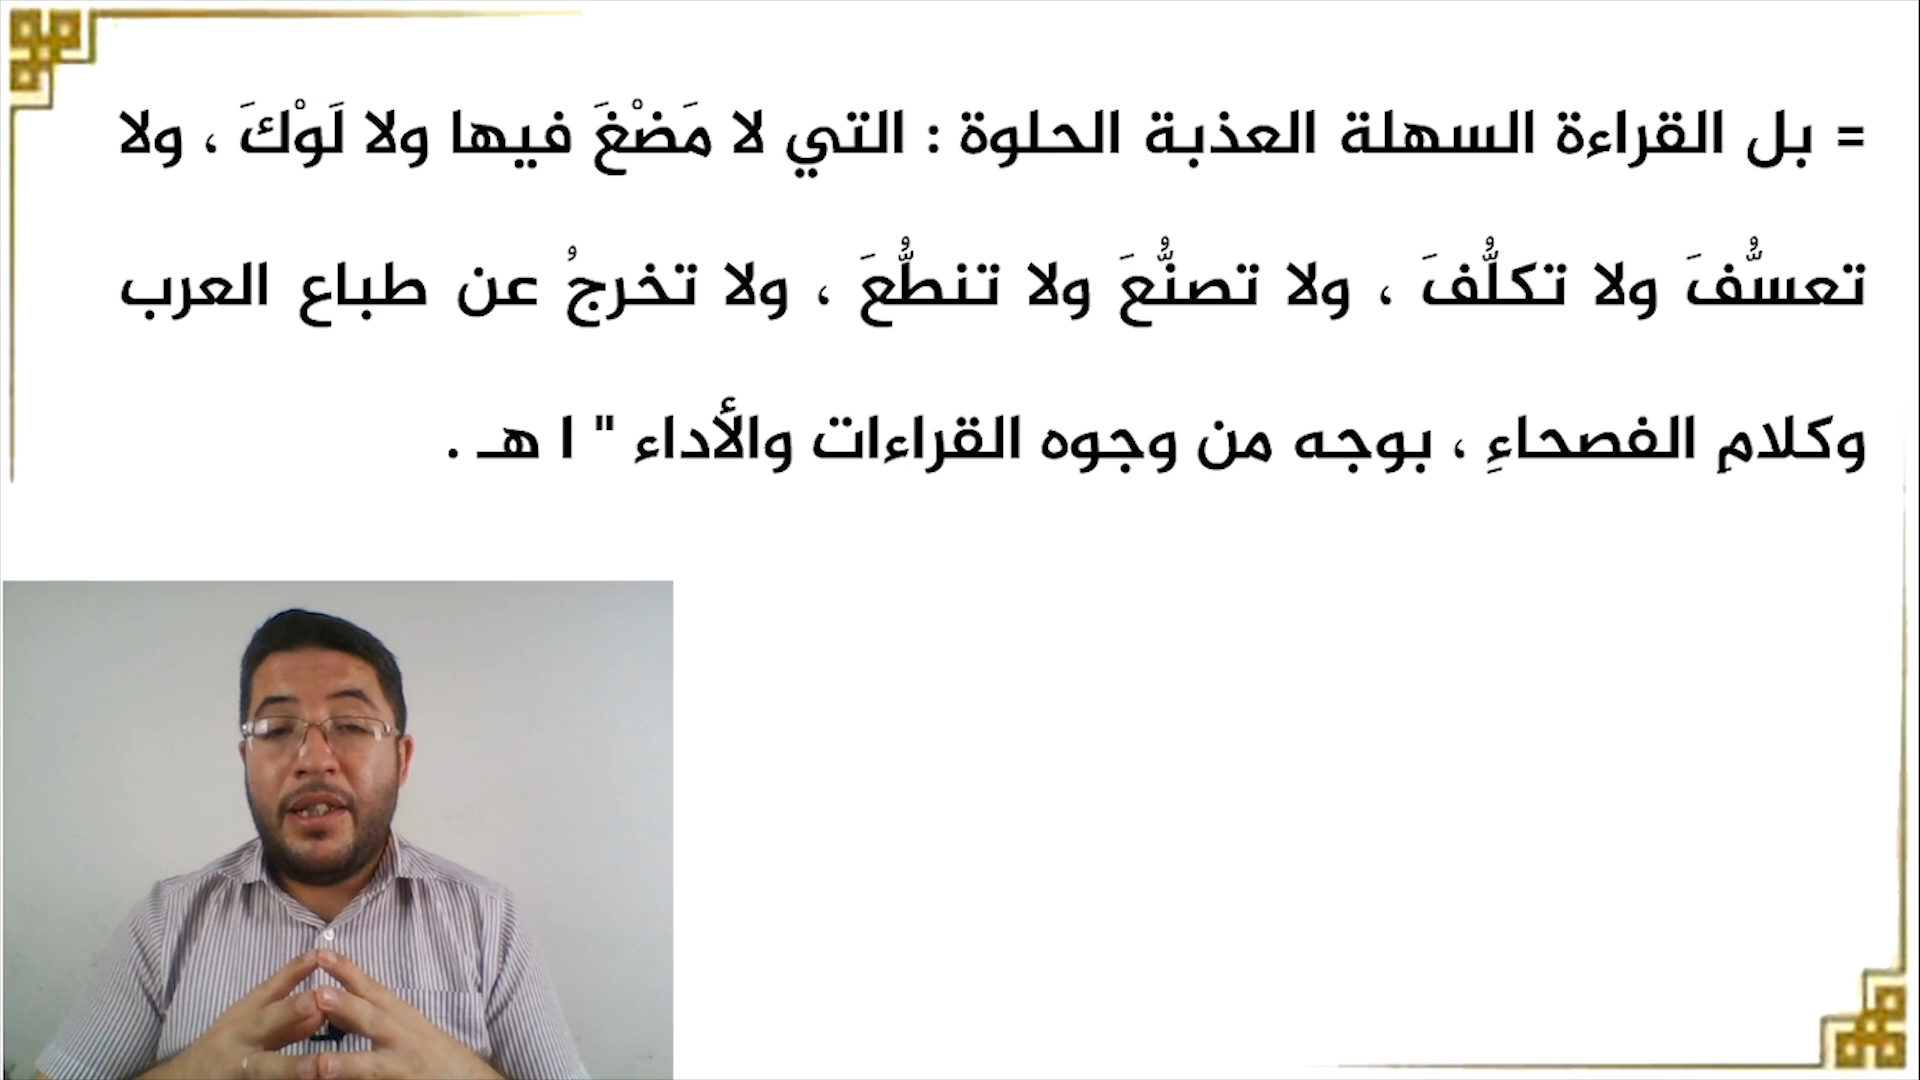 = بل القراءة السهلة العذبة الحلوة : التي لا مَضْغَ فيها ولا لَوْكَ ، ولا
تعسُّفَ ولا تكلُّفَ ، ولا تصنُّعَ ولا تنطُّعَ ، ولا تخرجُ عن طباع العرب
وكلامِ الفصحاءِ ، بوجه من وجوه القراءات والأداء " ا هـ .